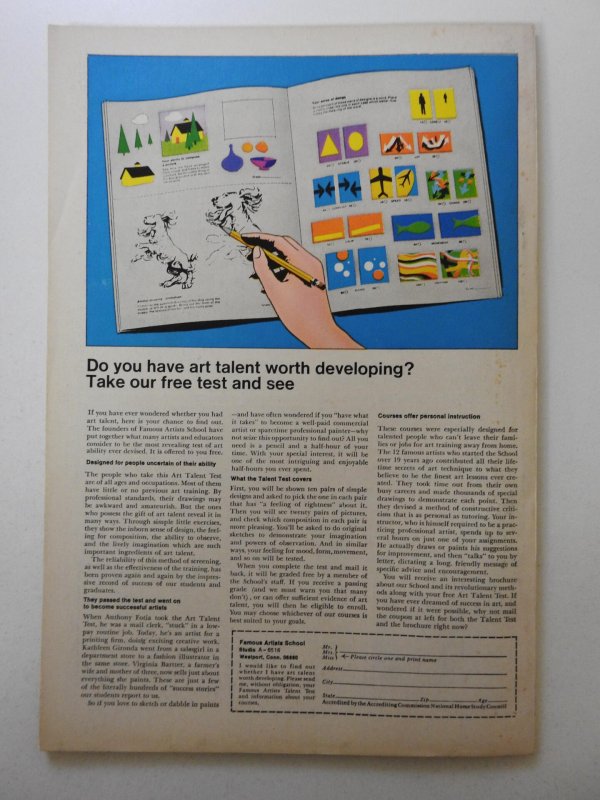 Your sense of design
Your ability to compose
a picture
Do you have art talent worth developing?
Take our free test and see
If you have ever wondered whether you had
art talent, here is your chance to find out.
The founders of Famous Artists School have
put together what many artists and educators
consider to be the most revealing test of art
ability ever devised. It is offered to you free.
Designed for people uncertain of their ability
The people who take this Art Talent Test
are of all ages and occupations. Most of them
have little or no previous art training. By
professional standards, their drawings may
be awkward and amateurish. But the ones
who possess the gift of art talent reveal it in
many ways. Through simple little exercises,
they show the inborn sense of design, the feel-
ing for composition, the ability to observe,
and the lively imagination which are such
important ingredients of art talent.
The reliability of this method of screening,
as well as the effectiveness of the training, has
been proven again and again by the impres-
sive record of success of our students and
graduates.
They passed the test and went on
to become successful artists
When Anthony Fotia took the Art Talent
Test, he was a mail clerk, "stuck" in a low-
pay routine job. Today, he's an artist for a
printing firm, doing exciting creative work.
Kathleen Gironda went from a salesgirl in a
department store to a fashion illustrator in
the same store. Virginia Bartter, a farmer's
wife and mother of three, now sells just about
everything she paints. These are just a few
of the literally hundreds of "success stories"
our students report to us.
So if you love to sketch or dabble in paints
—and have often wondered if you "have what
it takes" to become a well-paid commercial
artist or spare-time professional painter—why
not seize this opportunity to find out? All you
need is a pencil and a half-hour of your
time. With your special interest, it will be
one of the most intriguing and enjoyable
half-hours you ever spent.
What the Talent Test covers
First, you will be shown ten pairs of simple
designs and asked to pick the one in each pair
that has "a feeling of rightness" about it.
Then you will see twenty pairs of pictures,
and check which composition in each pair is
more pleasing. You'll be asked to do original
sketches to demonstrate your imagination
and powers of observation. And in similar
ways, your feeling for mood, form, movement,
and so on will be tested.
When you complete the test and mail it
back, it will be graded free by a member of
the School's staff. If you receive a passing
grade (and we must warn you that many
don't), or can offer sufficient evidence of art
talent, you will then be eligible to enroll.
You may choose whichever of our courses is
best suited to your goals.
Courses offer personal instruction
These courses were especially designed for
talented people who can't leave their fami-
lies or jobs for art training away from home.
The 12 famous artists who started the School
over 19 years ago contributed all their life-
time secrets of art technique to what they
believe to be the finest art lessons ever cre-
ated. They took time out from their own
busy careers and made thousands of special
drawings to demonstrate each point. Then
they devised a method of constructive criti-
cism that is as personal as tutoring. Your in-
structor, who is himself required to be a prac-
ticing professional artist, spends up to sev-
eral hours on just one of your assignments.
He actually draws or paints his suggestions
for improvement, and then "talks" to you by
letter, dictating a long, friendly message of
specific advice and encouragement.
You will receive an interesting brochure
about our School and its revolutionary meth-
ods along with your free Art Talent Test. If
you have ever dreamed of success in art, and
wondered if it were possible, why not mail
the coupon at left for both the Talent Test
and the brochure right now?
Famous Artists School
Studio A-6516
Westport, Conn. 06880
I would like to find out
whether I have art talent
worth developing. Please send
me, without obligation, your
Famous Artists Talent Test
and information about your
courses.
Mr.
Mrs.
Miss Please circle one and print name
Address
City
State Zip Age
Accredited by the Accrediting Commission National Home Study Council